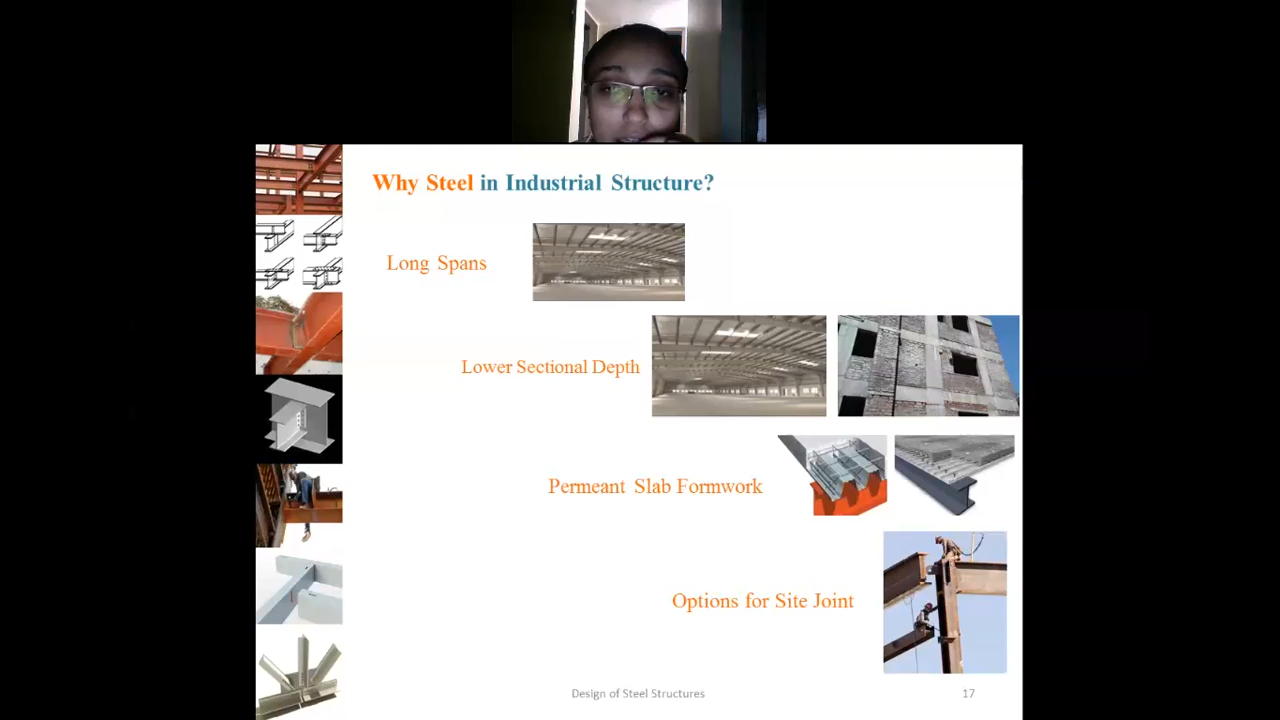 Why Steel in Industrial Structure?
Long Spans
Lower Sectional Depth
Permeant Slab Formwork
Options for Site Joint
Design of Steel Structures
17